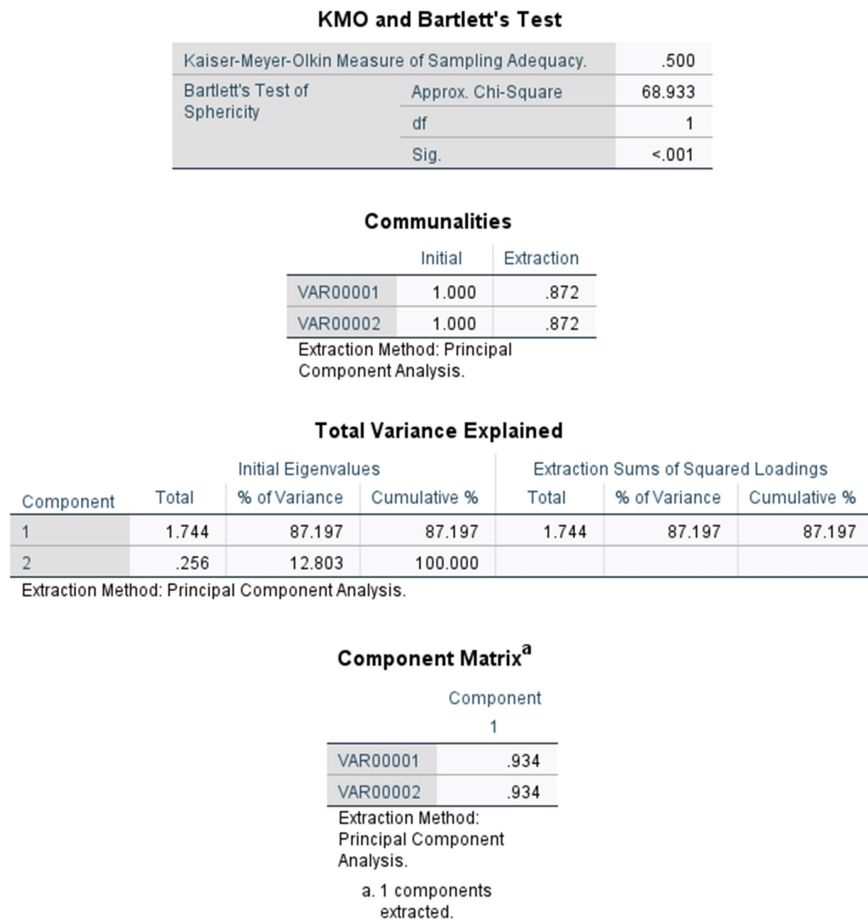 KMO and Bartlett's Test
Kaiser-Meyer-Olkin Measure of Sampling Adequacy. .500
Bartlett's Test of Sphericity Approx. Chi-Square 68.933
df 1
Sig. <.001
Communalities
Initial Extraction
VAR00001 1.000 .872
VAR00002 1.000 .872
Extraction Method: Principal
Component Analysis.
Total Variance Explained
Initial Eigenvalues Extraction Sums of Squared Loadings
Component Total % of Variance Cumulative % Total % of Variance Cumulative %
1 1.744 87.197 87.197 1.744 87.197 87.197
2 .256 12.803 100.000
Extraction Method: Principal Component Analysis.
Component Matrixa
Component
1
VAR00001 .934
VAR00002 .934
Extraction Method:
Principal Component
Analysis.
a. 1 components
extracted.